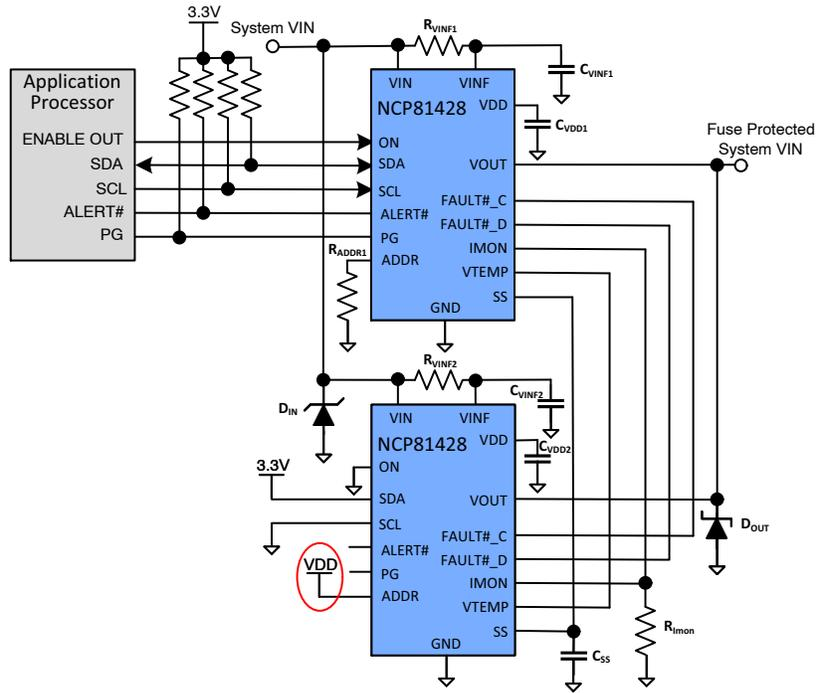 3.3V
System VIN
RVINF1
CVINF1
Application
Processor
ENABLE OUT
SDA
SCL
ALERT#
PG
VIN
VINF
NCP81428
VDD
CVDD1
ON
SDA
SCL
ALERT#
PG
ADDR
RADDR1
GND
VOUT
FAULT#_C
FAULT#_D
IMON
VTEMP
SS
Fuse Protected
System VIN
RVINF2
CVINF2
DIN
VIN
VINF
NCP81428
VDD
CVDD2
3.3V
ON
SDA
SCL
ALERT#
PG
ADDR
VDD
GND
VOUT
FAULT#_C
FAULT#_D
IMON
VTEMP
SS
DOUT
RImon
CSS